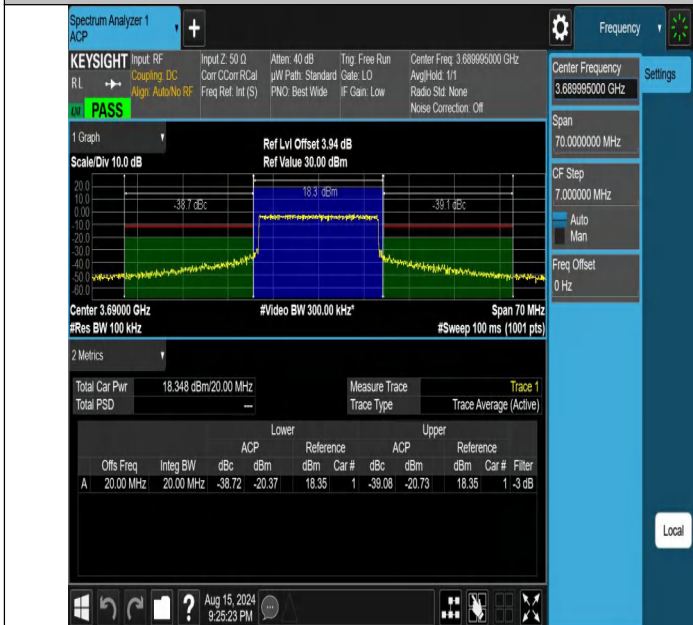 Spectrum Analyzer 1
ACP
+
Frequency
KEYSIGHT Input: RF Input Z: 50 Ω Atten: 40 dB Trig: Free Run Center Freq: 3.689995000 GHz
RL Coupling: DC Corr CCorr RCal µW Path: Standard Gate: LO Avg|Hold: 1/1
Align: Auto/No RF Freq Ref: Int (S) PNO: Best Wide IF Gain: Low Radio Std: None
Noise Correction: Off
PASS
Center Frequency
3.689995000 GHz
Settings
Span
70.0000000 MHz
CF Step
7.000000 MHz
Auto
Man
Freq Offset
0 Hz
1 Graph
Scale/Div 10.0 dB
Ref Lvl Offset 3.94 dB
Ref Value 30.00 dBm
20.0
10.0
0.00
-10.0
-20.0
-30.0
-40.0
-50.0
-60.0
-38.7 dBc
18.3 dBm
-39.1 dBc
Center 3.69000 GHz #Video BW 300.00 kHz* Span 70 MHz
#Res BW 100 kHz #Sweep 100 ms (1001 pts)
2 Metrics
Total Car Pwr 18.348 dBm/20.00 MHz Measure Trace Trace 1
Total PSD --- Trace Type Trace Average (Active)
Lower Upper
ACP Reference ACP Reference
Offs Freq Integ BW dBc dBm dBm Car # dBc dBm dBm Car # Filter
A 20.00 MHz 20.00 MHz -38.72 -20.37 18.35 1 -39.08 -20.73 18.35 1 -3 dB
Local
? Aug 15, 2024
9:25:23 PM